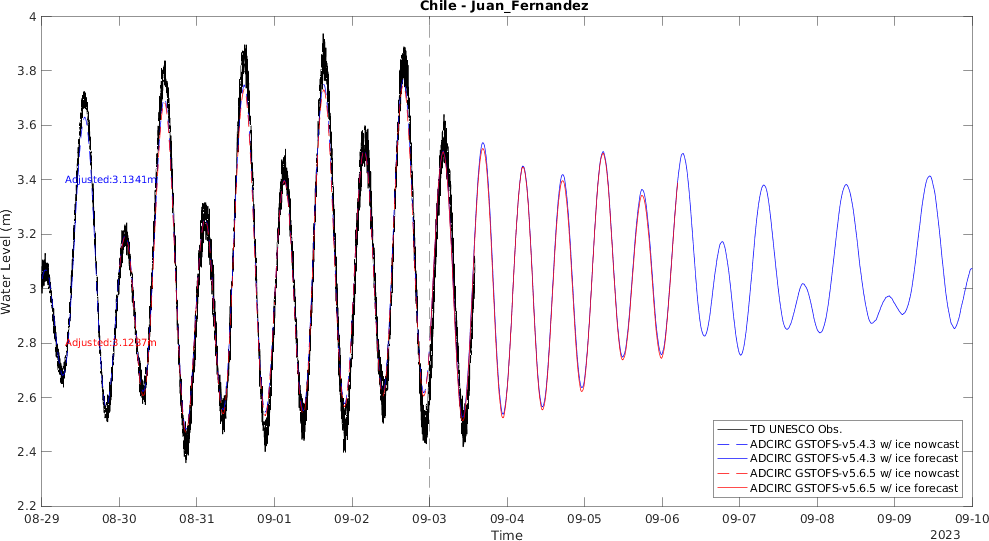 Chile - Juan_Fernandez
Water Level (m)
4
3.8
3.6
3.4
3.2
3
2.8
2.6
2.4
2.2
Adjusted:3.1341m
Adjusted:3.1287m
TD UNESCO Obs.
ADCIRC GSTOFS-v5.4.3 w/ ice nowcast
ADCIRC GSTOFS-v5.4.3 w/ ice forecast
ADCIRC GSTOFS-v5.6.5 w/ ice nowcast
ADCIRC GSTOFS-v5.6.5 w/ ice forecast
08-29 08-30 08-31 09-01 09-02 09-03 09-04 09-05 09-06 09-07 09-08 09-09 09-10
Time
2023